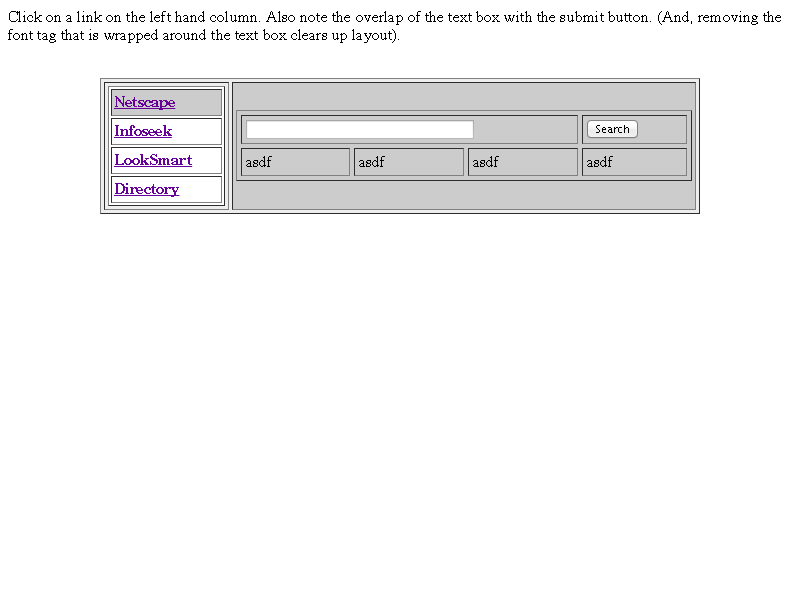 Click on a link on the left hand column. Also note the overlap of the text box with the submit button. (And, removing the
font tag that is wrapped around the text box clears up layout).
Netscape
Infoseek
LookSmart
Directory
Search
asdf asdf asdf asdf